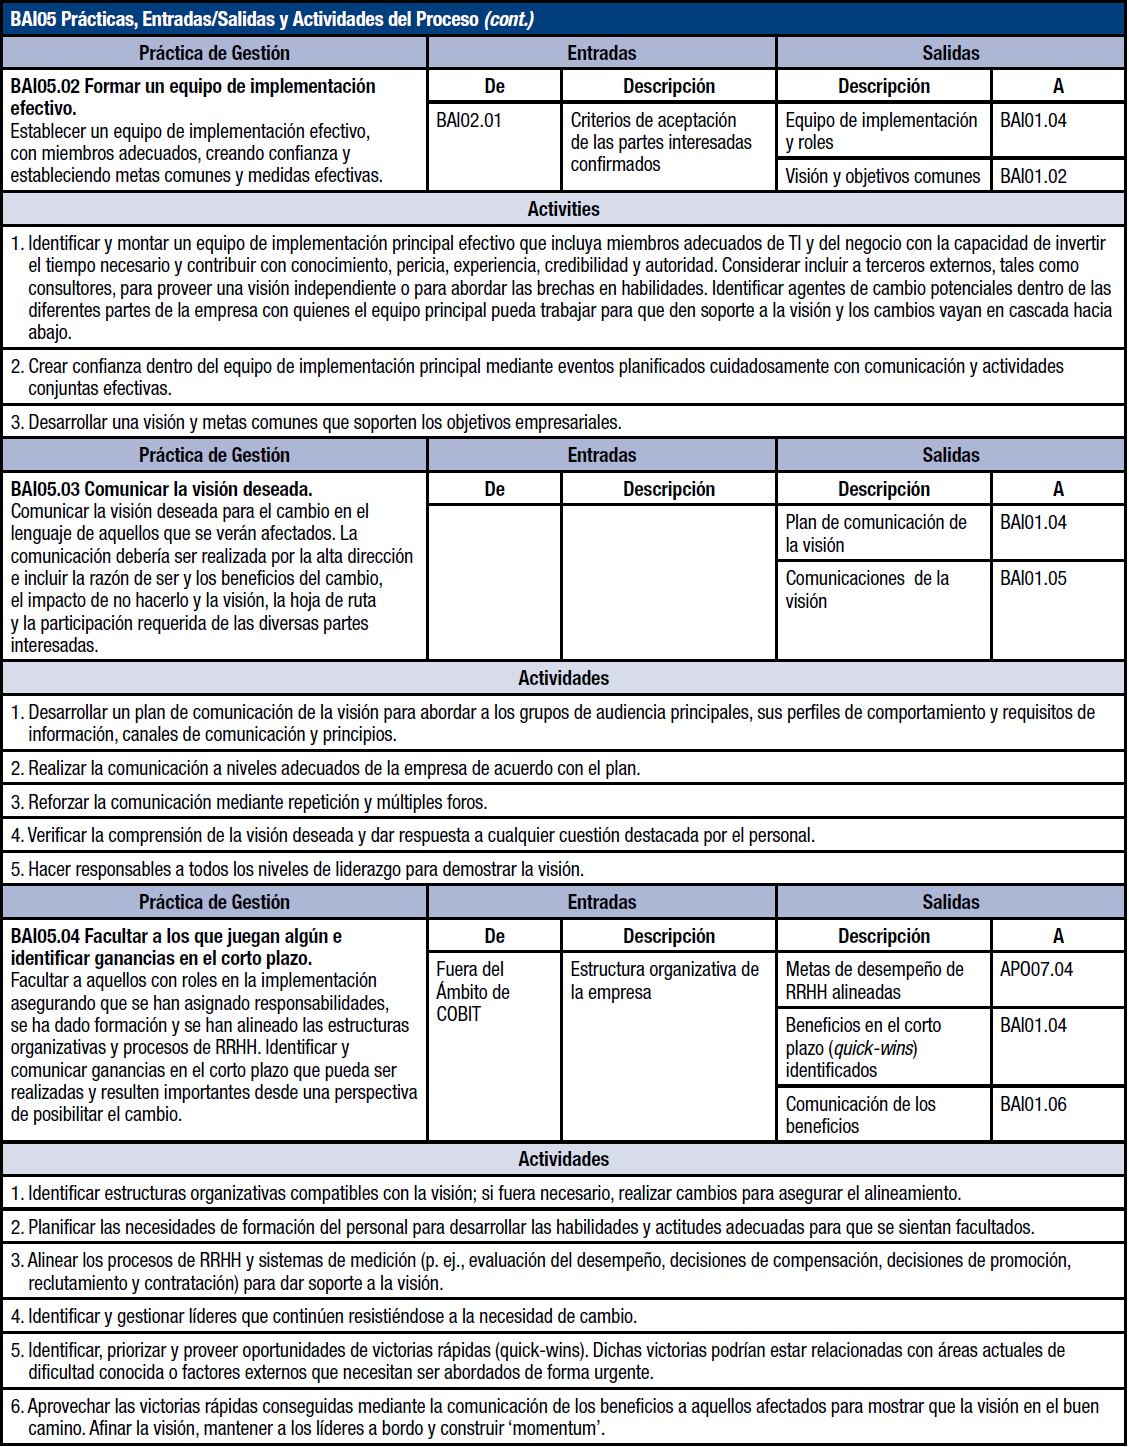 BAI05 Prácticas, Entradas/Salidas y Actividades del Proceso (cont.)
Práctica de Gestión
Entradas
Salidas
BAI05.02 Formar un equipo de implementación
efectivo.
Establecer un equipo de implementación efectivo,
con miembros adecuados, creando confianza y
estableciendo metas comunes y medidas efectivas.
De
Descripción
Descripción
A
BAI02.01
Criterios de aceptación
de las partes interesadas
confirmados
Equipo de implementación
y roles
BAI01.04
Visión y objetivos comunes
BAI01.02
Activities
1. Identificar y montar un equipo de implementación principal efectivo que incluya miembros adecuados de TI y del negocio con la capacidad de invertir
el tiempo necesario y contribuir con conocimiento, pericia, experiencia, credibilidad y autoridad. Considerar incluir a terceros externos, tales como
consultores, para proveer una visión independiente o para abordar las brechas en habilidades. Identificar agentes de cambio potenciales dentro de las
diferentes partes de la empresa con quienes el equipo principal pueda trabajar para que den soporte a la visión y los cambios vayan en cascada hacia
abajo.
2. Crear confianza dentro del equipo de implementación principal mediante eventos planificados cuidadosamente con comunicación y actividades
conjuntas efectivas.
3. Desarrollar una visión y metas comunes que soporten los objetivos empresariales.
Práctica de Gestión
Entradas
Salidas
BAI05.03 Comunicar la visión deseada.
Comunicar la visión deseada para el cambio en el
lenguaje de aquellos que se verán afectados. La
comunicación debería ser realizada por la alta dirección
e incluir la razón de ser y los beneficios del cambio,
el impacto de no hacerlo y la visión, la hoja de ruta
y la participación requerida de las diversas partes
interesadas.
De
Descripción
Descripción
A
Plan de comunicación de
la visión
BAI01.04
Comunicaciones de la
visión
BAI01.05
Actividades
1. Desarrollar un plan de comunicación de la visión para abordar a los grupos de audiencia principales, sus perfiles de comportamiento y requisitos de
información, canales de comunicación y principios.
2. Realizar la comunicación a niveles adecuados de la empresa de acuerdo con el plan.
3. Reforzar la comunicación mediante repetición y múltiples foros.
4. Verificar la comprensión de la visión deseada y dar respuesta a cualquier cuestión destacada por el personal.
5. Hacer responsables a todos los niveles de liderazgo para demostrar la visión.
Práctica de Gestión
Entradas
Salidas
BAI05.04 Facultar a los que juegan algún e
identificar ganancias en el corto plazo.
Facultar a aquellos con roles en la implementación
asegurando que se han asignado responsabilidades,
se ha dado formación y se han alineado las estructuras
organizativas y procesos de RRHH. Identificar y
comunicar ganancias en el corto plazo que pueda ser
realizadas y resulten importantes desde una perspectiva
de posibilitar el cambio.
De
Descripción
Descripción
A
Fuera del
Ámbito de
COBIT
Estructura organizativa de
la empresa
Metas de desempeño de
RRHH alineadas
APO07.04
Beneficios en el corto
plazo (quick-wins)
identificados
BAI01.04
Comunicación de los
beneficios
BAI01.06
Actividades
1. Identificar estructuras organizativas compatibles con la visión; si fuera necesario, realizar cambios para asegurar el alineamiento.
2. Planificar las necesidades de formación del personal para desarrollar las habilidades y actitudes adecuadas para que se sientan facultados.
3. Alinear los procesos de RRHH y sistemas de medición (p. ej., evaluación del desempeño, decisiones de compensación, decisiones de promoción,
reclutamiento y contratación) para dar soporte a la visión.
4. Identificar y gestionar líderes que continúen resistiéndose a la necesidad de cambio.
5. Identificar, priorizar y proveer oportunidades de victorias rápidas (quick-wins). Dichas victorias podrían estar relacionadas con áreas actuales de
dificultad conocida o factores externos que necesitan ser abordados de forma urgente.
6. Aprovechar las victorias rápidas conseguidas mediante la comunicación de los beneficios a aquellos afectados para mostrar que la visión en el buen
camino. Afinar la visión, mantener a los líderes a bordo y construir ‘momentum’.